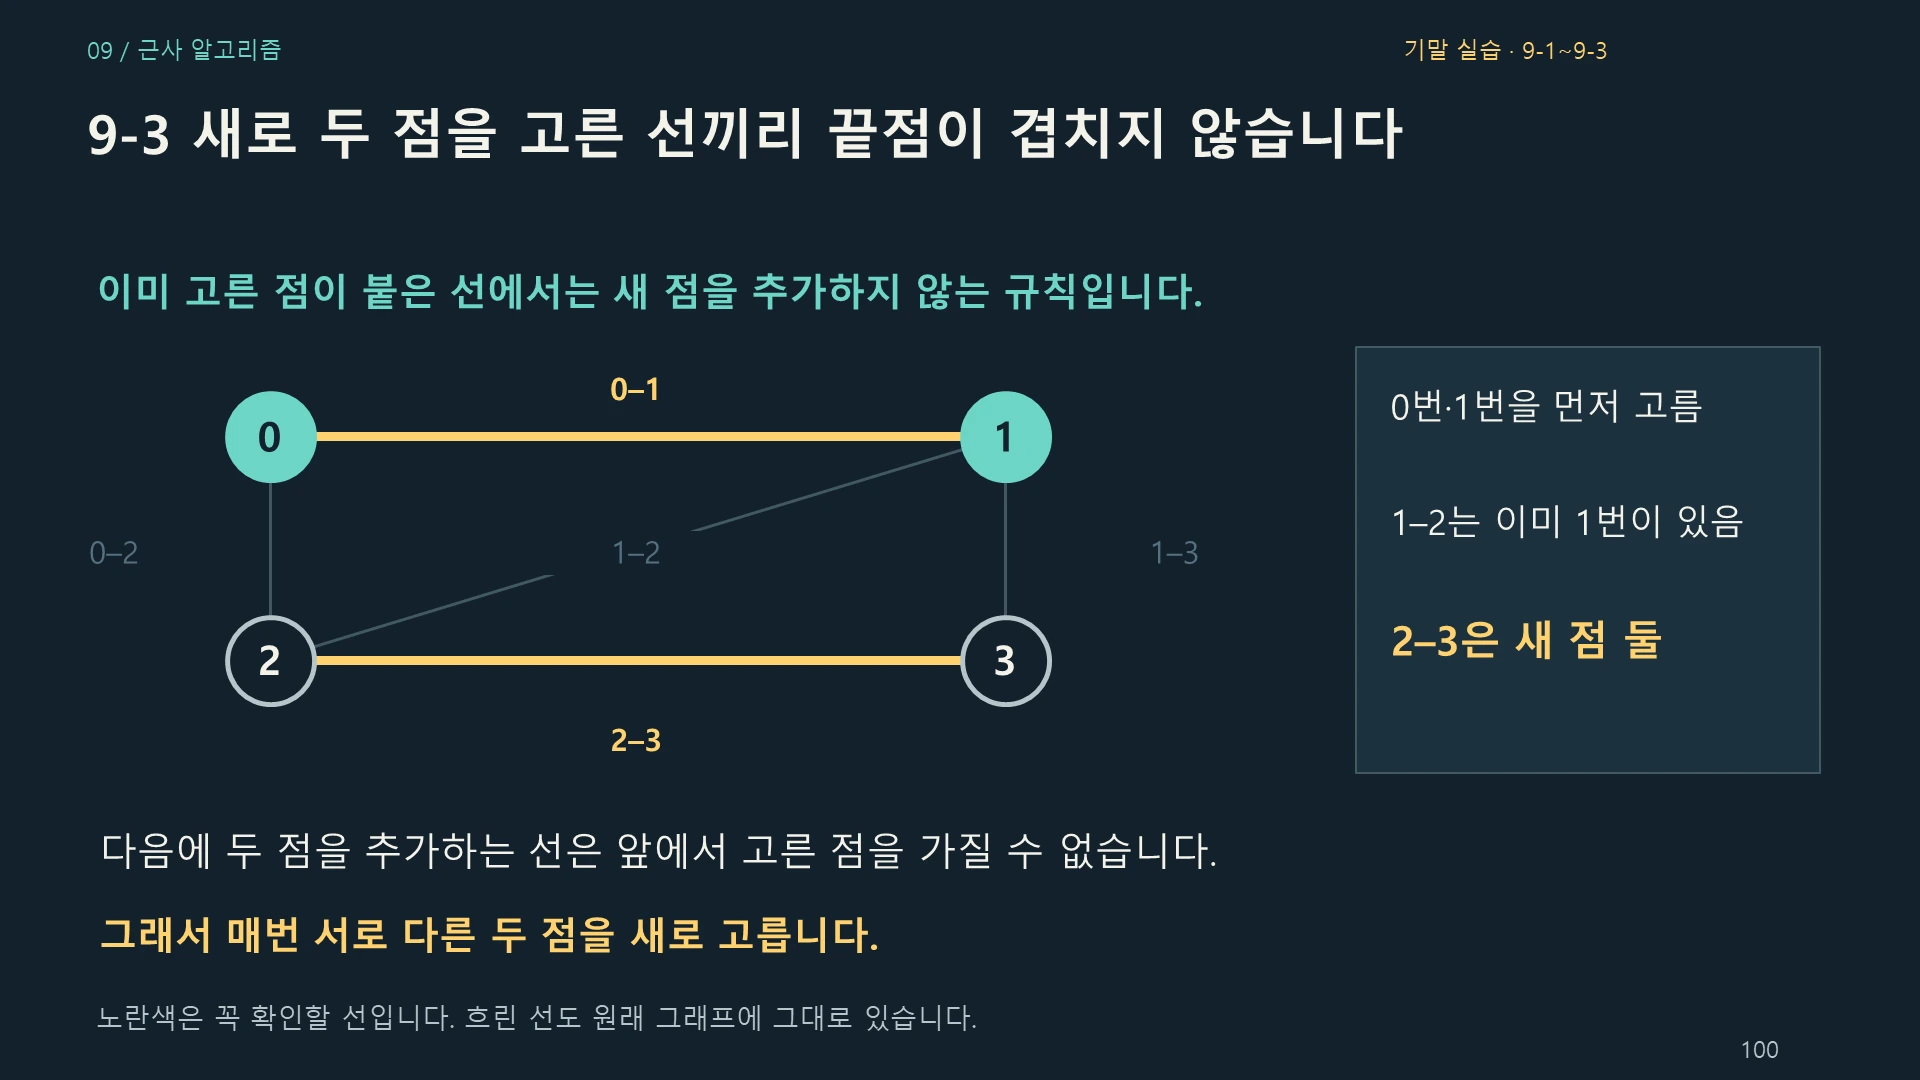 09 / 근사 알고리즘
기말 실습 · 9-1~9-3
9-3 새로 두 점을 고른 선끼리 끝점이 겹치지 않습니다
이미 고른 점이 붙은 선에서는 새 점을 추가하지 않는 규칙입니다.
0–1
0
1
0–2
1–2
1–3
2
3
2–3
0번·1번을 먼저 고름
1–2는 이미 1번이 있음
2–3은 새 점 둘
다음에 두 점을 추가하는 선은 앞에서 고른 점을 가질 수 없습니다.
그래서 매번 서로 다른 두 점을 새로 고릅니다.
노란색은 꼭 확인할 선입니다. 흐린 선도 원래 그래프에 그대로 있습니다.
100